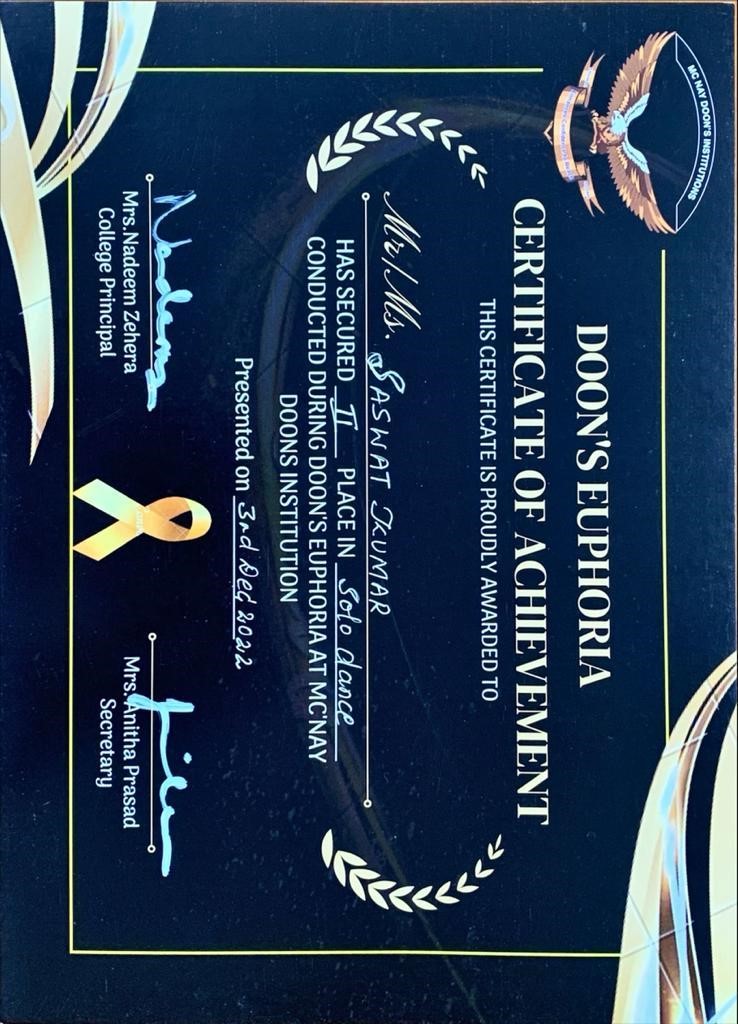 MC NAY DOON'S INSTITUTIONS
DOON'S EUPHORIA
CERTIFICATE OF ACHIEVEMENT
THIS CERTIFICATE IS PROUDLY AWARDED TO
Mr/Ms. SASWAT KUMAR
HAS SECURED II PLACE IN Solo dance
CONDUCTED DURING DOON'S EUPHORIA AT MC'NAY
DOONS INSTITUTION
Presented on 3rd Dec 2022
Mrs.Nadeem Zehera
College Principal
Mrs. Anitha Prasad
Secretary